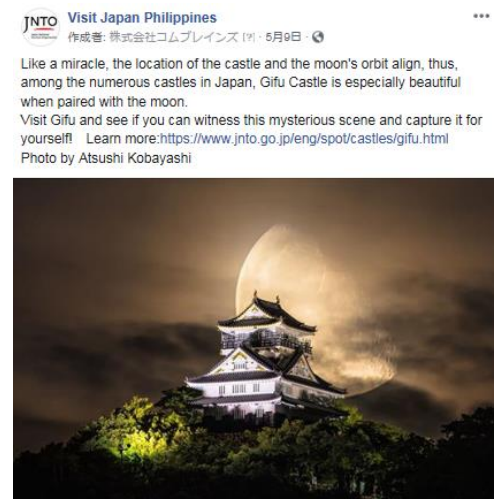 JNTO
Visit Japan Philippines
作成者: 株式会社コムブレインズ [?] · 5月9日 ·
Like a miracle, the location of the castle and the moon's orbit align, thus,
among the numerous castles in Japan, Gifu Castle is especially beautiful
when paired with the moon.
Visit Gifu and see if you can witness this mysterious scene and capture it for
yourself! Learn more:https://www.jnto.go.jp/eng/spot/castles/gifu.html
Photo by Atsushi Kobayashi